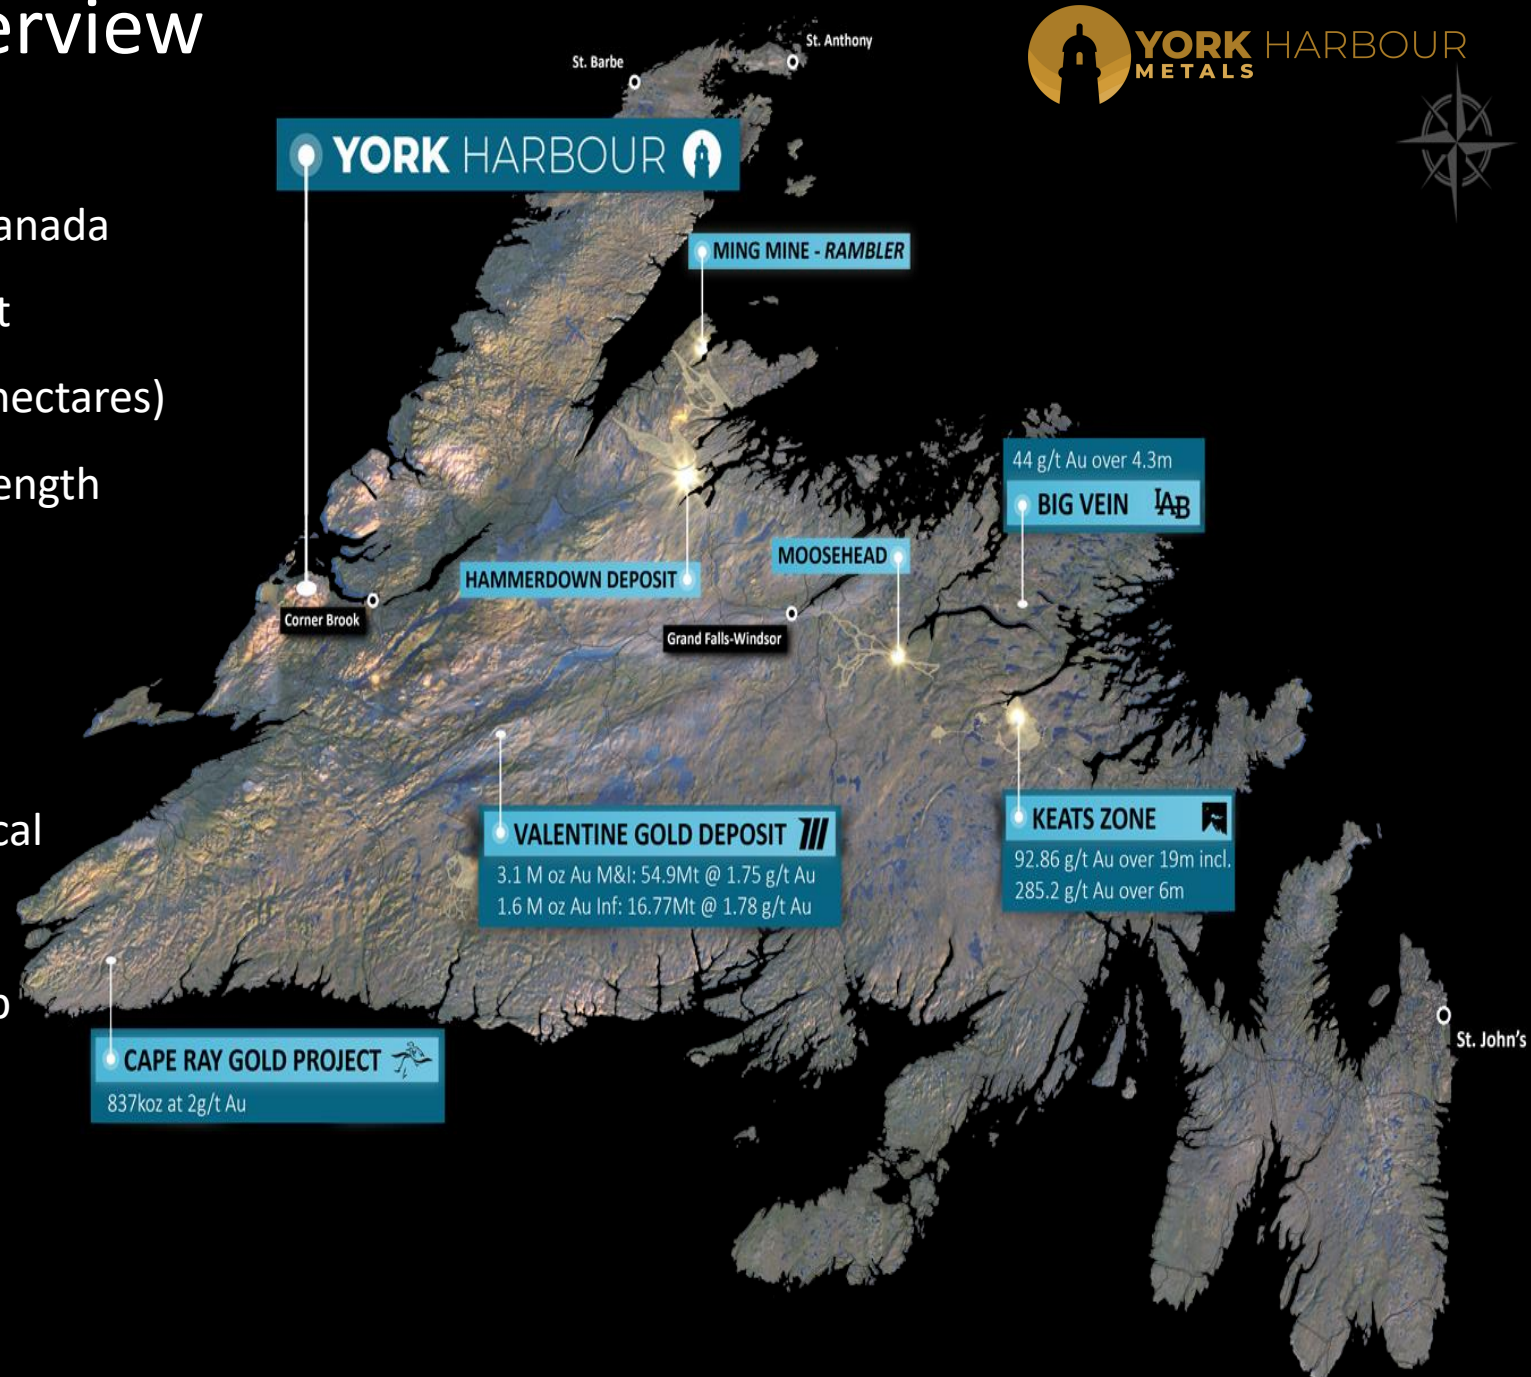 erview
YORK HARBOUR
METALS
anada
t
hectares)
ength
cal
p
St. Barbe
St. Anthony
YORK HARBOUR
MING MINE - RAMBLER
44 g/t Au over 4.3m
BIG VEIN LAB
MOOSEHEAD
HAMMERDOWN DEPOSIT
Corner Brook
Grand Falls-Windsor
VALENTINE GOLD DEPOSIT
3.1 M oz Au M&I: 54.9Mt @ 1.75 g/t Au
1.6 M oz Au Inf: 16.77Mt @ 1.78 g/t Au
KEATS ZONE
92.86 g/t Au over 19m incl.
285.2 g/t Au over 6m
CAPE RAY GOLD PROJECT
837koz at 2g/t Au
St. John's